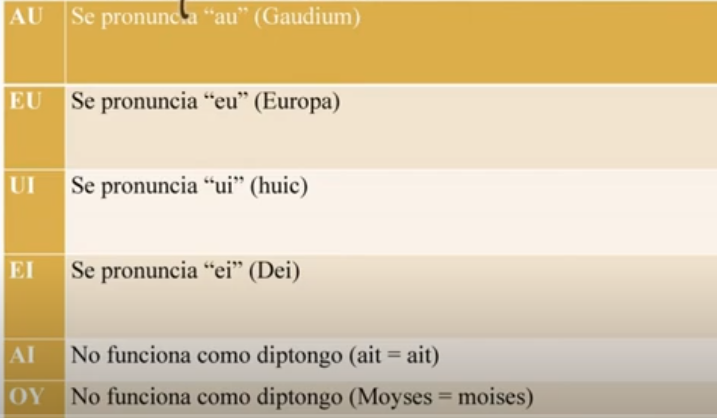 AU Se pronuncia “au” (Gaudium)
EU Se pronuncia “eu” (Europa)
UI Se pronuncia “ui” (huic)
EI Se pronuncia “ei” (Dei)
AI No funciona como diptongo (ait = ait)
OY No funciona como diptongo (Moyses = moises)